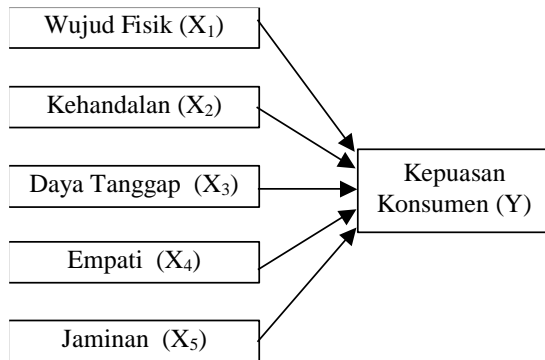 Wujud Fisik (X₁)
Kehandalan (X₂)
Daya Tanggap (X₃)
Empati (X₄)
Jaminan (X₅)
Kepuasan
Konsumen (Y)